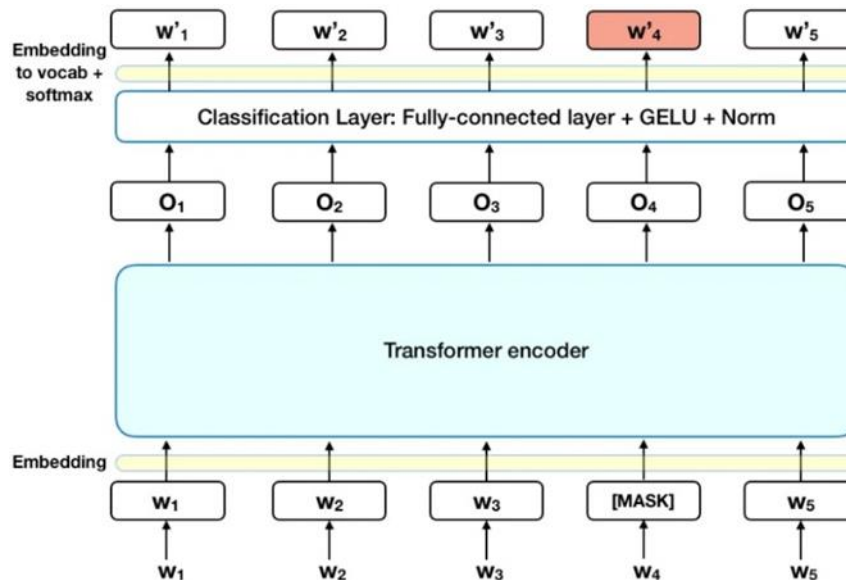 w'₁ w'₂ w'₃ w'₄ w'₅
Embedding
to vocab +
softmax
Classification Layer: Fully-connected layer + GELU + Norm
O₁ O₂ O₃ O₄ O₅
Transformer encoder
Embedding
w₁ w₂ w₃ [MASK] w₅
w₁ w₂ w₃ w₄ w₅